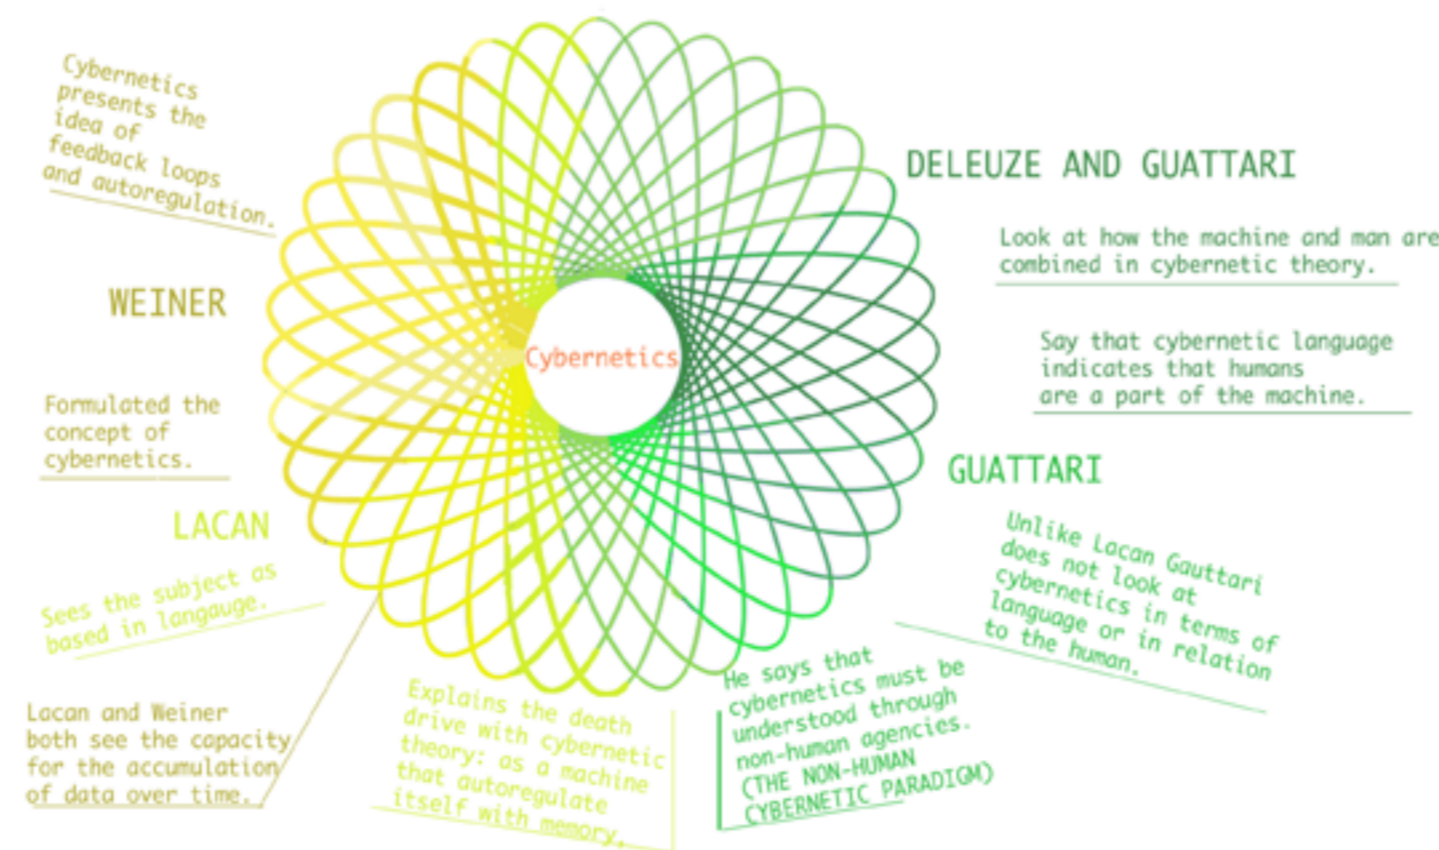 Cybernetics
presents the
idea of
feedback loops
and autoregulation.
WEINER
Formulated the
concept of
cybernetics.
LACAN
Sees the subject as
based in langauge.
Lacan and Weiner
both see the capacity
for the accumulation
of data over time.
Explains the death
drive with cybernetic
theory: as a machine
that autoregulate
itself with memory,
Cybernetics
DELEUZE AND GUATTARI
Look at how the machine and man are
combined in cybernetic theory.
Say that cybernetic language
indicates that humans
are a part of the machine.
GUATTARI
Unlike Lacan Gauttari
does not look at
cybernetics in terms of
language or in relation
to the human.
He says that
cybernetics must be
understood through
non-human agencies.
(THE NON-HUMAN
CYBERNETIC PARADIGM)